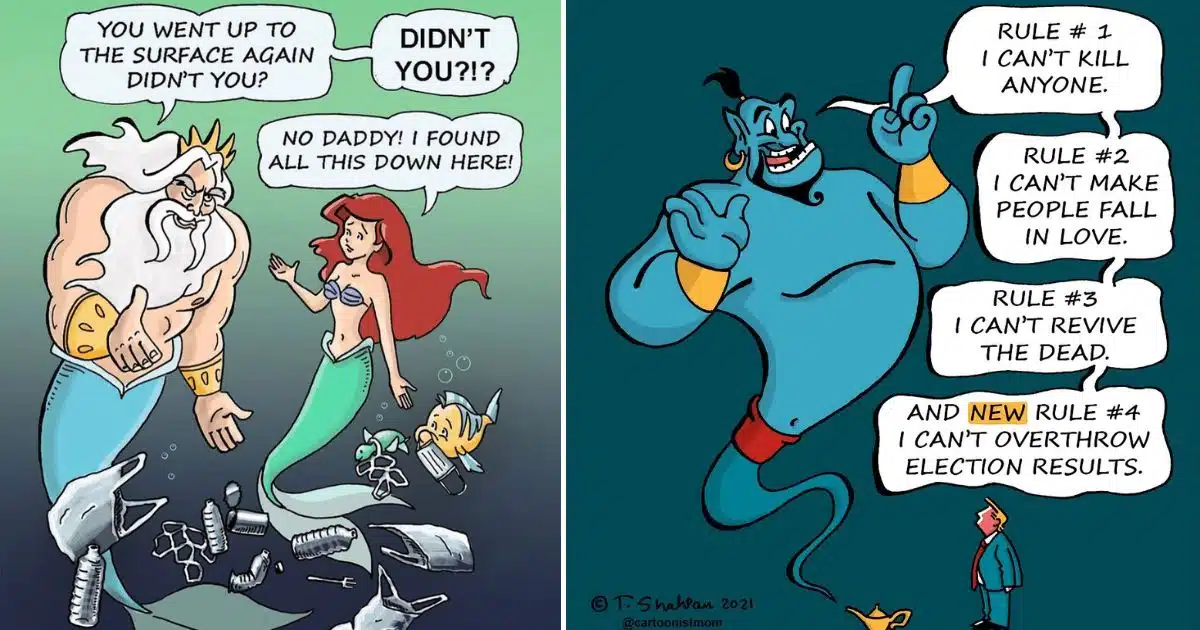 YOU WENT UP TO
THE SURFACE AGAIN
DIDN'T YOU?
DIDN'T
YOU?!?
NO DADDY! I FOUND
ALL THIS DOWN HERE!
RULE # 1
I CAN'T KILL
ANYONE.
RULE #2
I CAN'T MAKE
PEOPLE FALL
IN LOVE.
RULE #3
I CAN'T REVIVE
THE DEAD.
AND NEW RULE #4
I CAN'T OVERTHROW
ELECTION RESULTS.
© T. Shahvan 2021
@cartoonistmom